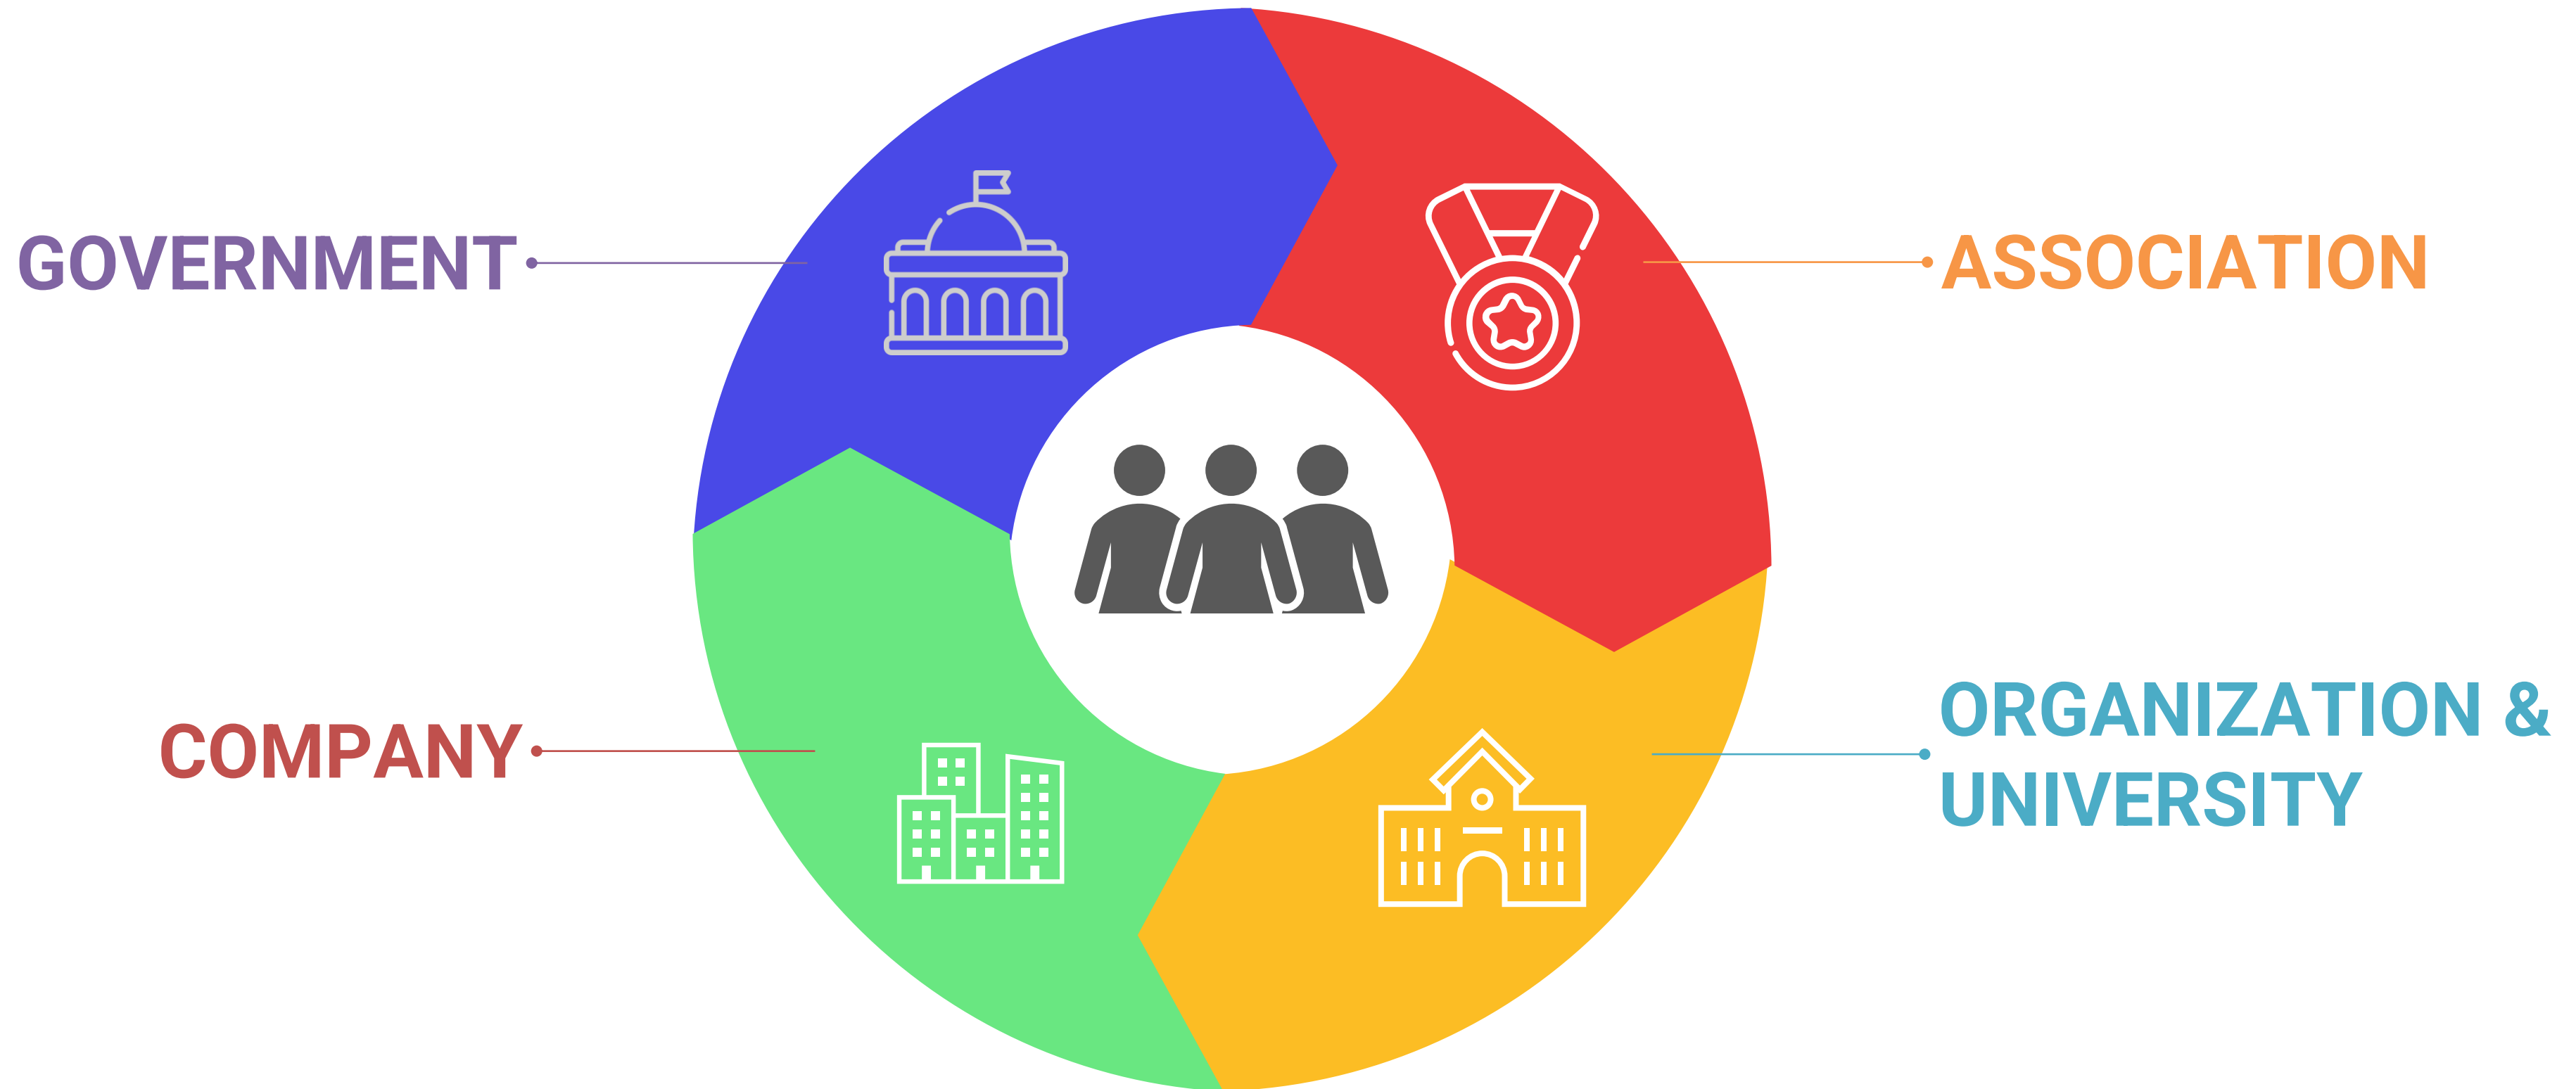 GOVERNMENT
ASSOCIATION
COMPANY
ORGANIZATION &
UNIVERSITY